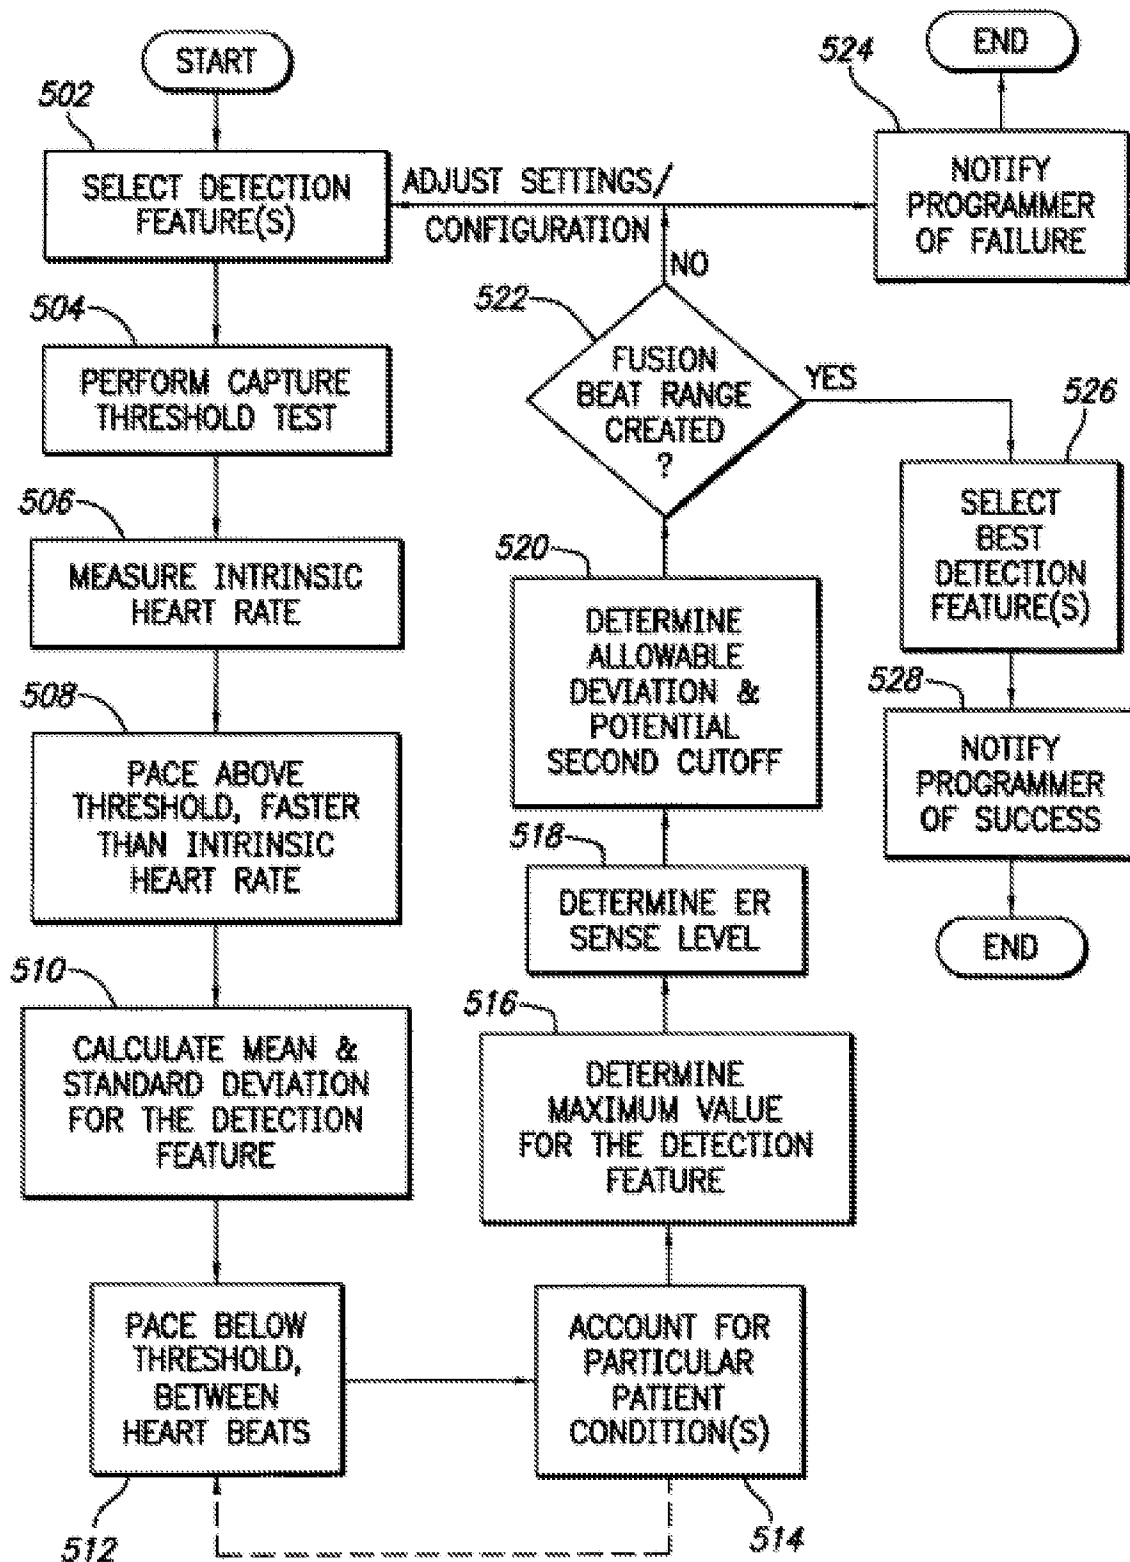 START
502
SELECT DETECTION
FEATURE(S)
504
PERFORM CAPTURE
THRESHOLD TEST
506
MEASURE INTRINSIC
HEART RATE
508
PACE ABOVE
THRESHOLD, FASTER
THAN INTRINSIC
HEART RATE
510
CALCULATE MEAN &
STANDARD DEVIATION
FOR THE DETECTION
FEATURE
PACE BELOW
THRESHOLD,
BETWEEN
HEART BEATS
512
ACCOUNT FOR
PARTICULAR
PATIENT
CONDITION(S)
514
516
DETERMINE
MAXIMUM VALUE
FOR THE DETECTION
FEATURE
518
DETERMINE ER
SENSE LEVEL
520
DETERMINE
ALLOWABLE
DEVIATION &
POTENTIAL
SECOND CUTOFF
522
FUSION
BEAT RANGE
CREATED
?
NO
ADJUST SETTINGS/
CONFIGURATION
524
NOTIFY
PROGRAMMER
OF FAILURE
END
YES
526
SELECT
BEST
DETECTION
FEATURE(S)
528
NOTIFY
PROGRAMMER
OF SUCCESS
END